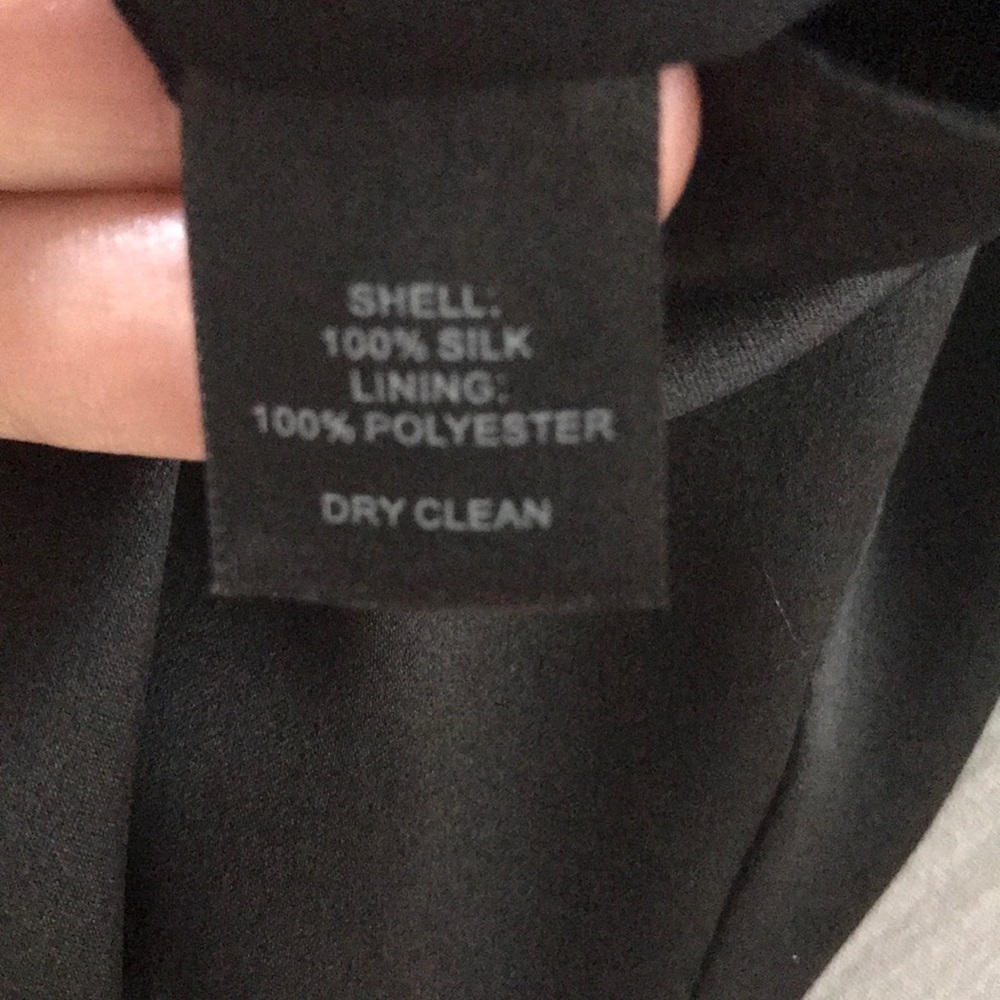 SHELL:
100% SILK
LINING:
100% POLYESTER
DRY CLEAN